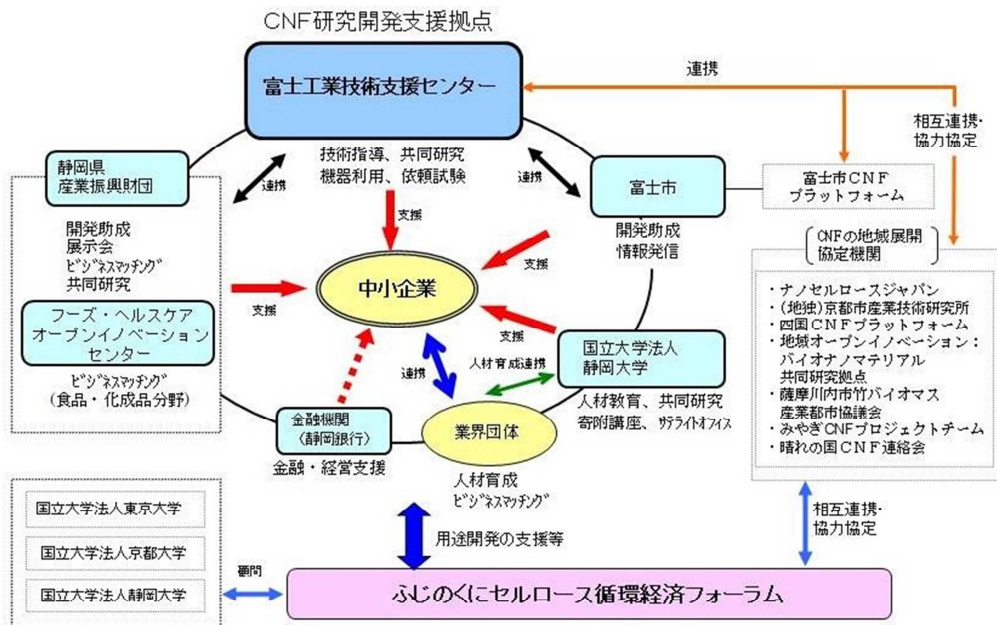 CNF研究開発支援拠点
富士工業技術支援センター
技術指導、共同研究
機器利用、依頼試験
連携
相互連携・
協力協定
静岡県
産業振興財団
連携
開発助成
展示会
ﾋﾞｼﾞﾈｽﾏｯﾁﾝｸﾞ
共同研究
支援
連携
富士市
開発助成
情報発信
富士市ＣＮＦ
プラットフォーム
支援
中小企業
支援
フーズ・ヘルスケア
オープンイノベーション
センター
ﾋﾞｼﾞﾈｽﾏｯﾁﾝｸﾞ
(食品・化成品分野)
支援
国立大学法人
静岡大学
人材教育、共同研究
寄附講座、ｻﾃﾗｲﾄｵﾌｨｽ
連携
人材育成連携
金融機関
（静岡銀行）
金融・経営支援
業界団体
人材育成
ﾋﾞｼﾞﾈｽﾏｯﾁﾝｸﾞ
CNFの地域展開
協定機関
・ナノセルロースジャパン
・(地独)京都市産業技術研究所
・四国ＣＮＦプラットフォーム
・地域オープンイノベーション：
バイオナノマテリアル
共同研究拠点
・薩摩川内市竹バイオマス
産業都市協議会
・みやぎCNFプロジェクトチーム
・晴れの国ＣＮＦ連絡会
相互連携・
協力協定
国立大学法人東京大学
国立大学法人京都大学
国立大学法人静岡大学
顧問
用途開発の支援等
ふじのくにセルロース循環経済フォーラム